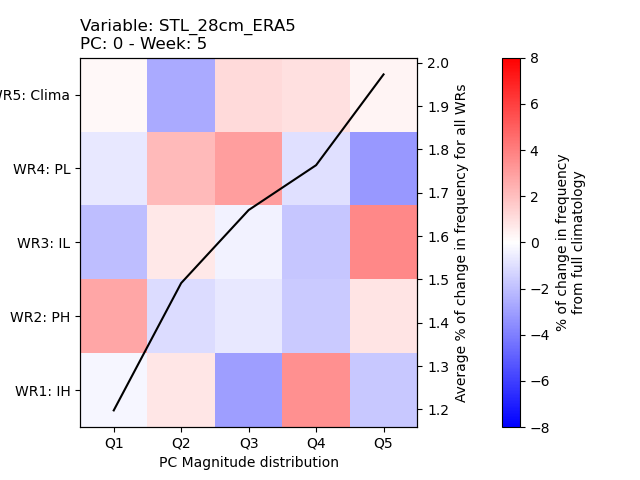 Variable: STL_28cm_ERA5
PC: 0 - Week: 5
WR5: Clima
WR4: PL
WR3: IL
WR2: PH
WR1: IH
Q1 Q2 Q3 Q4 Q5
PC Magnitude distribution
2.0
1.9
1.8
1.7
1.6
1.5
1.4
1.3
1.2
Average % of change in frequency for all WRs
8
6
4
2
0
−2
−4
−6
−8
% of change in frequency
from full climatology